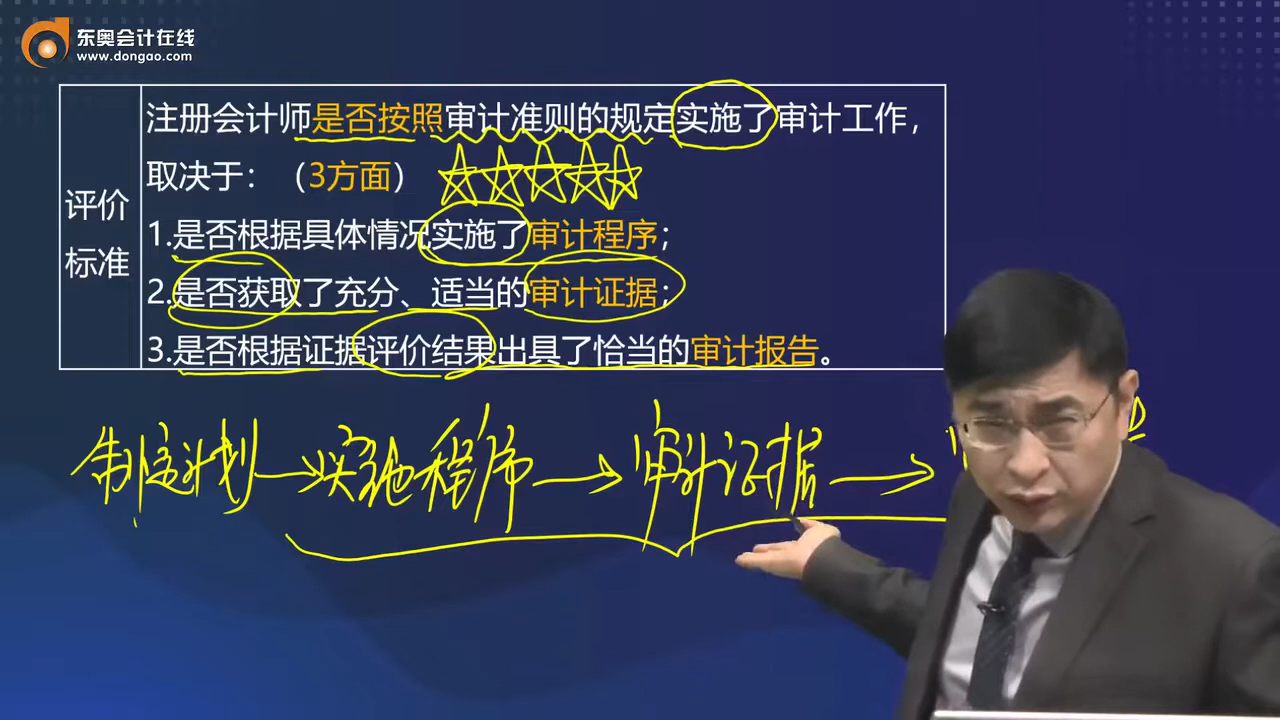 东奥会计在线
www.dongao.com
注册会计师是否按照审计准则的规定实施了审计工作，
取决于：（3方面）
评价标准
1.是否根据具体情况实施了审计程序；
2.是否获取了充分、适当的审计证据；
3.是否根据证据评价结果出具了恰当的审计报告。
制定计划→实施程序→审计证据→